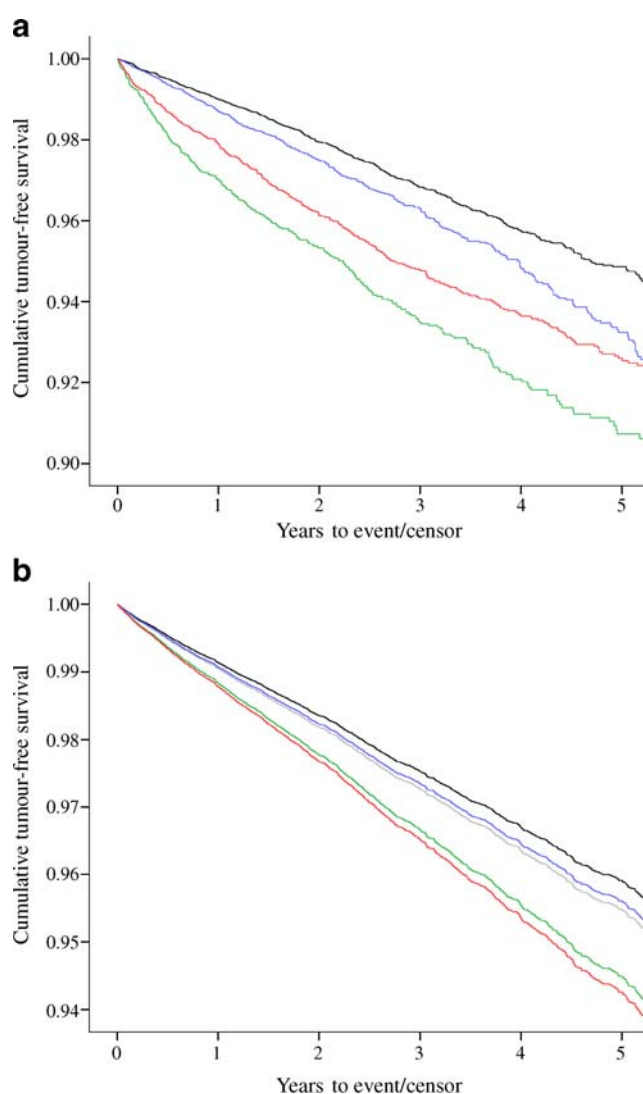 a
Cumulative tumour-free survival
1.00
0.98
0.96
0.94
0.92
0.90
0 1 2 3 4 5
Years to event/censor
b
Cumulative tumour-free survival
1.00
0.99
0.98
0.97
0.96
0.95
0.94
0 1 2 3 4 5
Years to event/censor